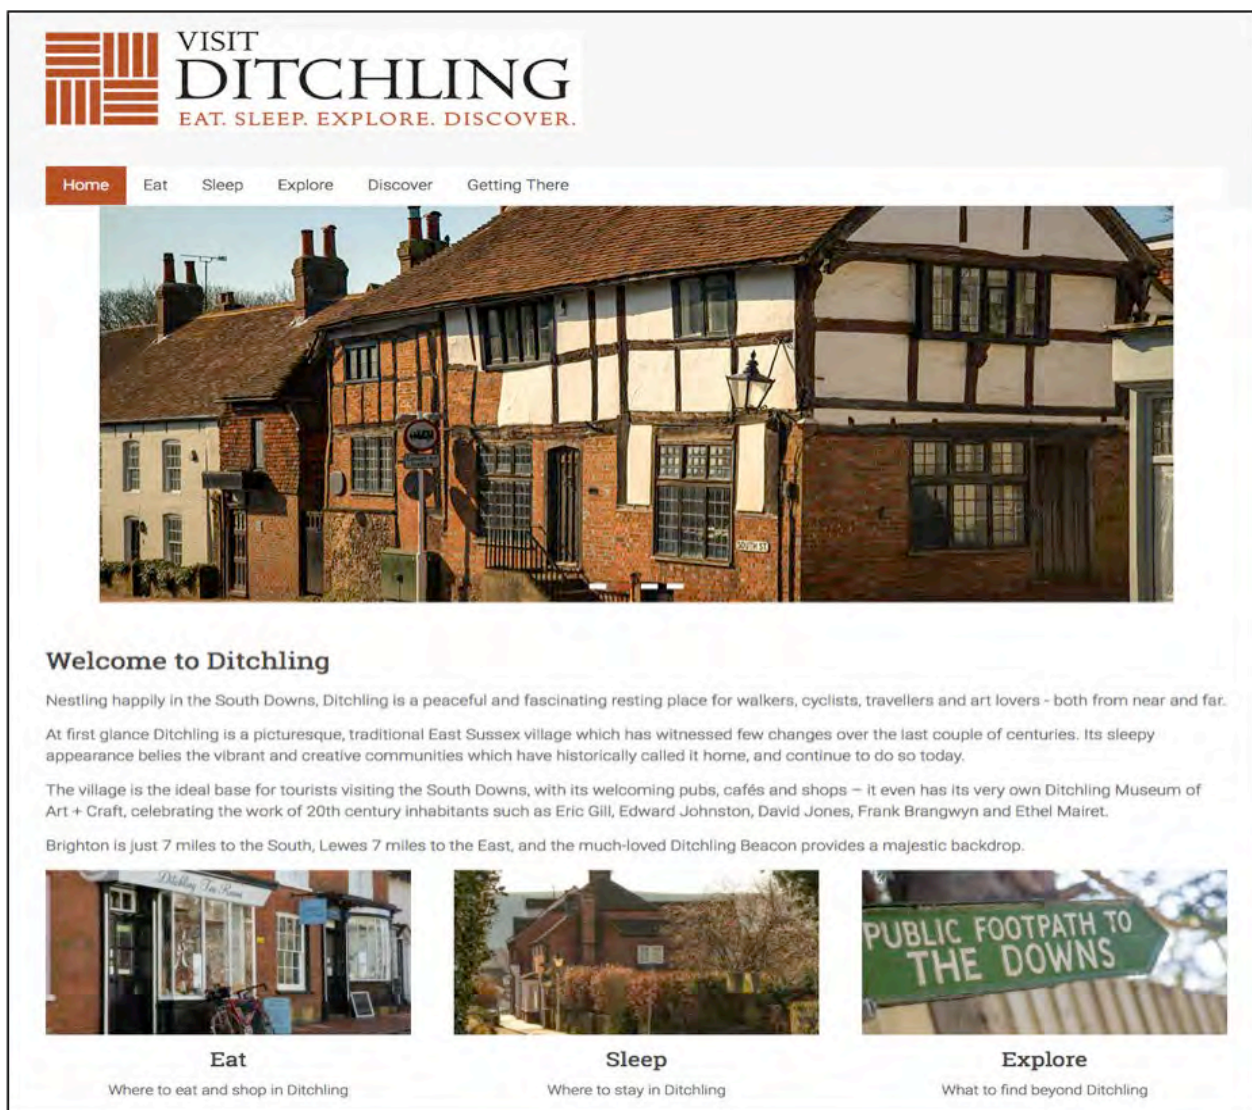 VISIT
DITCHLING
EAT. SLEEP. EXPLORE. DISCOVER.
Home Eat Sleep Explore Discover Getting There
SOUTH ST
Welcome to Ditchling
Nestling happily in the South Downs, Ditchling is a peaceful and fascinating resting place for walkers, cyclists, travellers and art lovers - both from near and far.
At first glance Ditchling is a picturesque, traditional East Sussex village which has witnessed few changes over the last couple of centuries. Its sleepy
appearance belies the vibrant and creative communities which have historically called it home, and continue to do so today.
The village is the ideal base for tourists visiting the South Downs, with its welcoming pubs, cafés and shops – it even has its very own Ditchling Museum of
Art + Craft, celebrating the work of 20th century inhabitants such as Eric Gill, Edward Johnston, David Jones, Frank Brangwyn and Ethel Mairet.
Brighton is just 7 miles to the South, Lewes 7 miles to the East, and the much-loved Ditchling Beacon provides a majestic backdrop.
Ditchling Tea Rooms
PUBLIC FOOTPATH TO
THE DOWNS
Eat Sleep Explore
Where to eat and shop in Ditchling Where to stay in Ditchling What to find beyond Ditchling